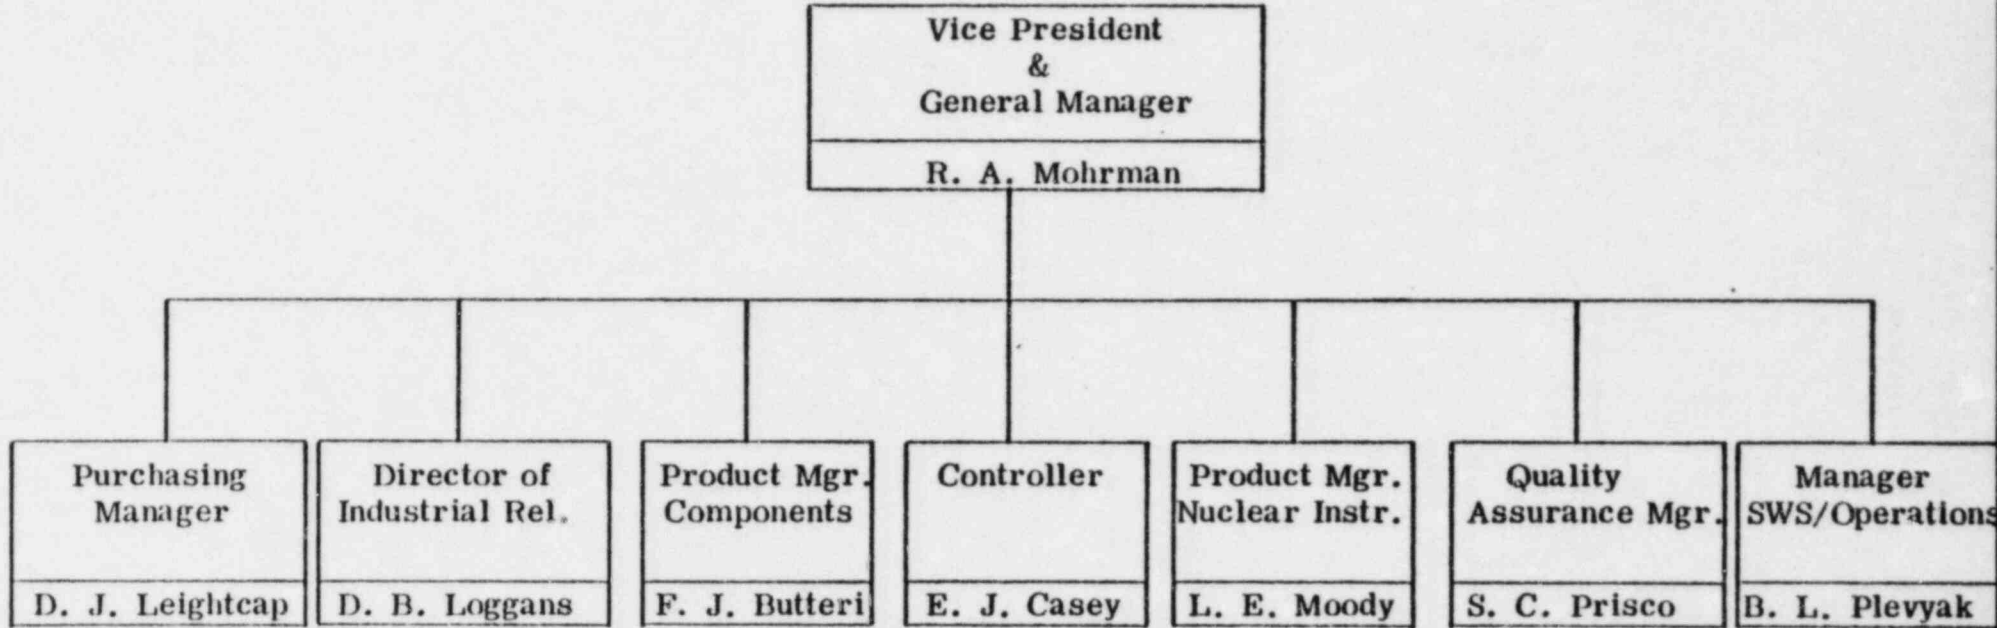 Vice President
&
General Manager
R. A. Mohrman
Purchasing
Manager
D. J. Leightcap
Director of
Industrial Rel.
D. B. Loggans
Product Mgr.
Components
F. J. Butteri
Controller
E. J. Casey
Product Mgr.
Nuclear Instr.
L. E. Moody
Quality
Assurance Mgr.
S. C. Prisco
Manager
SWS/Operations
B. L. Plevyak